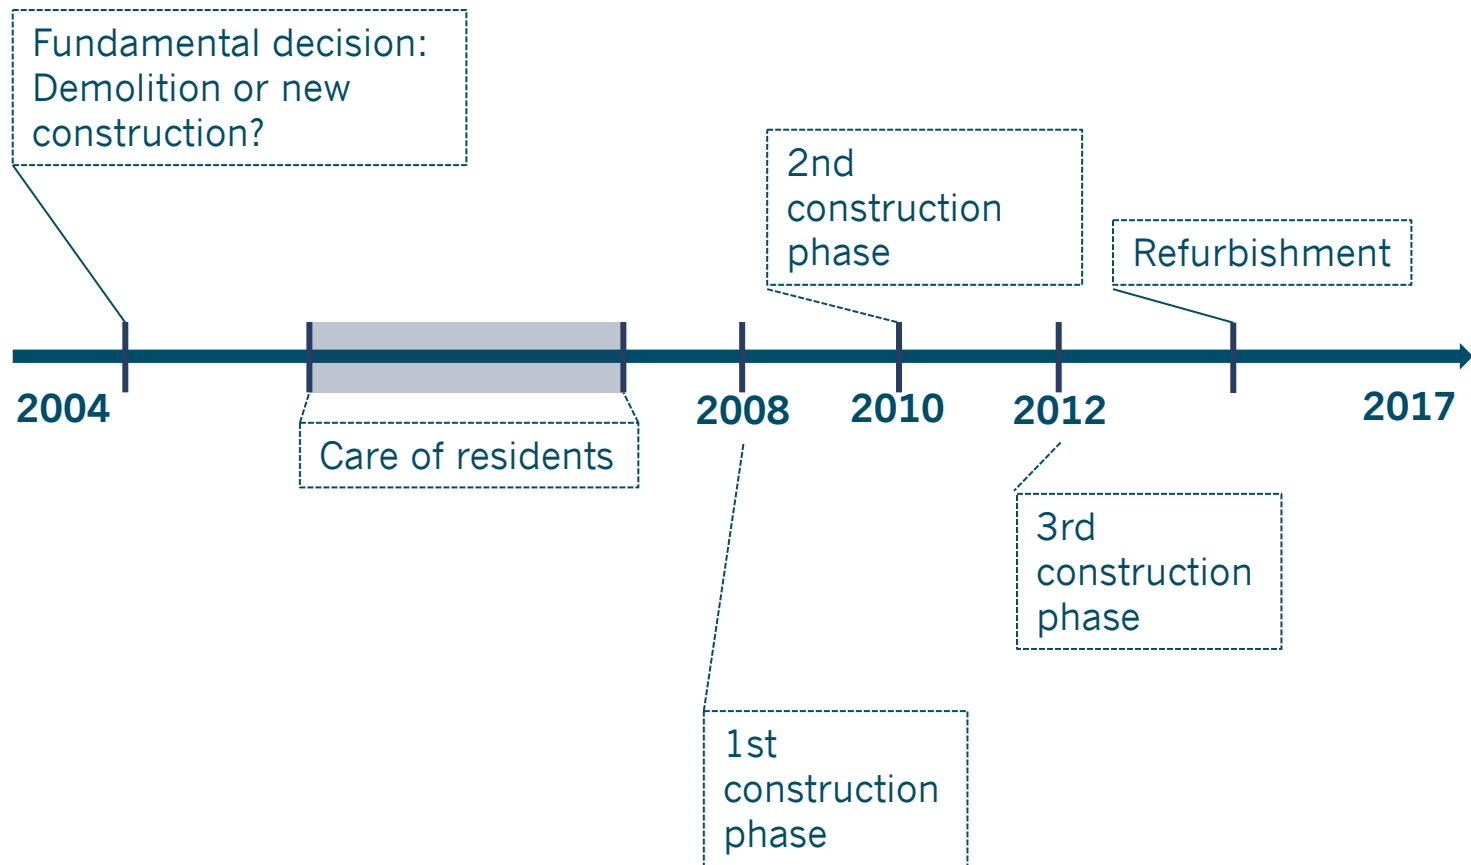 Fundamental decision:
Demolition or new
construction?
2nd
construction
phase
Refurbishment
2004
2008
2010
2012
2017
Care of residents
3rd
construction
phase
1st
construction
phase